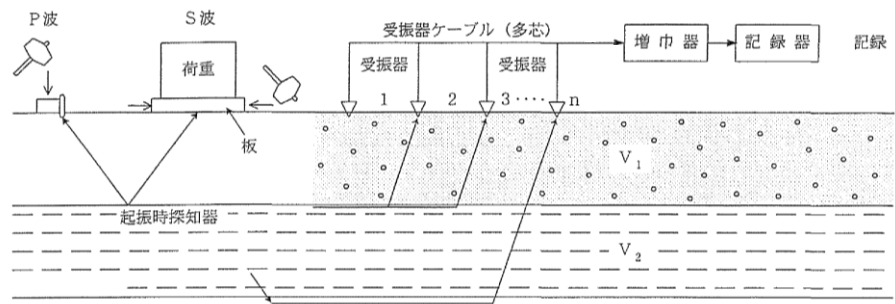 P波
S波
受振器ケーブル(多芯)
増巾器
記録器
記録
荷重
受振器
受振器
1
2
3‥‥
n
板
V₁
起振時探知器
V₂